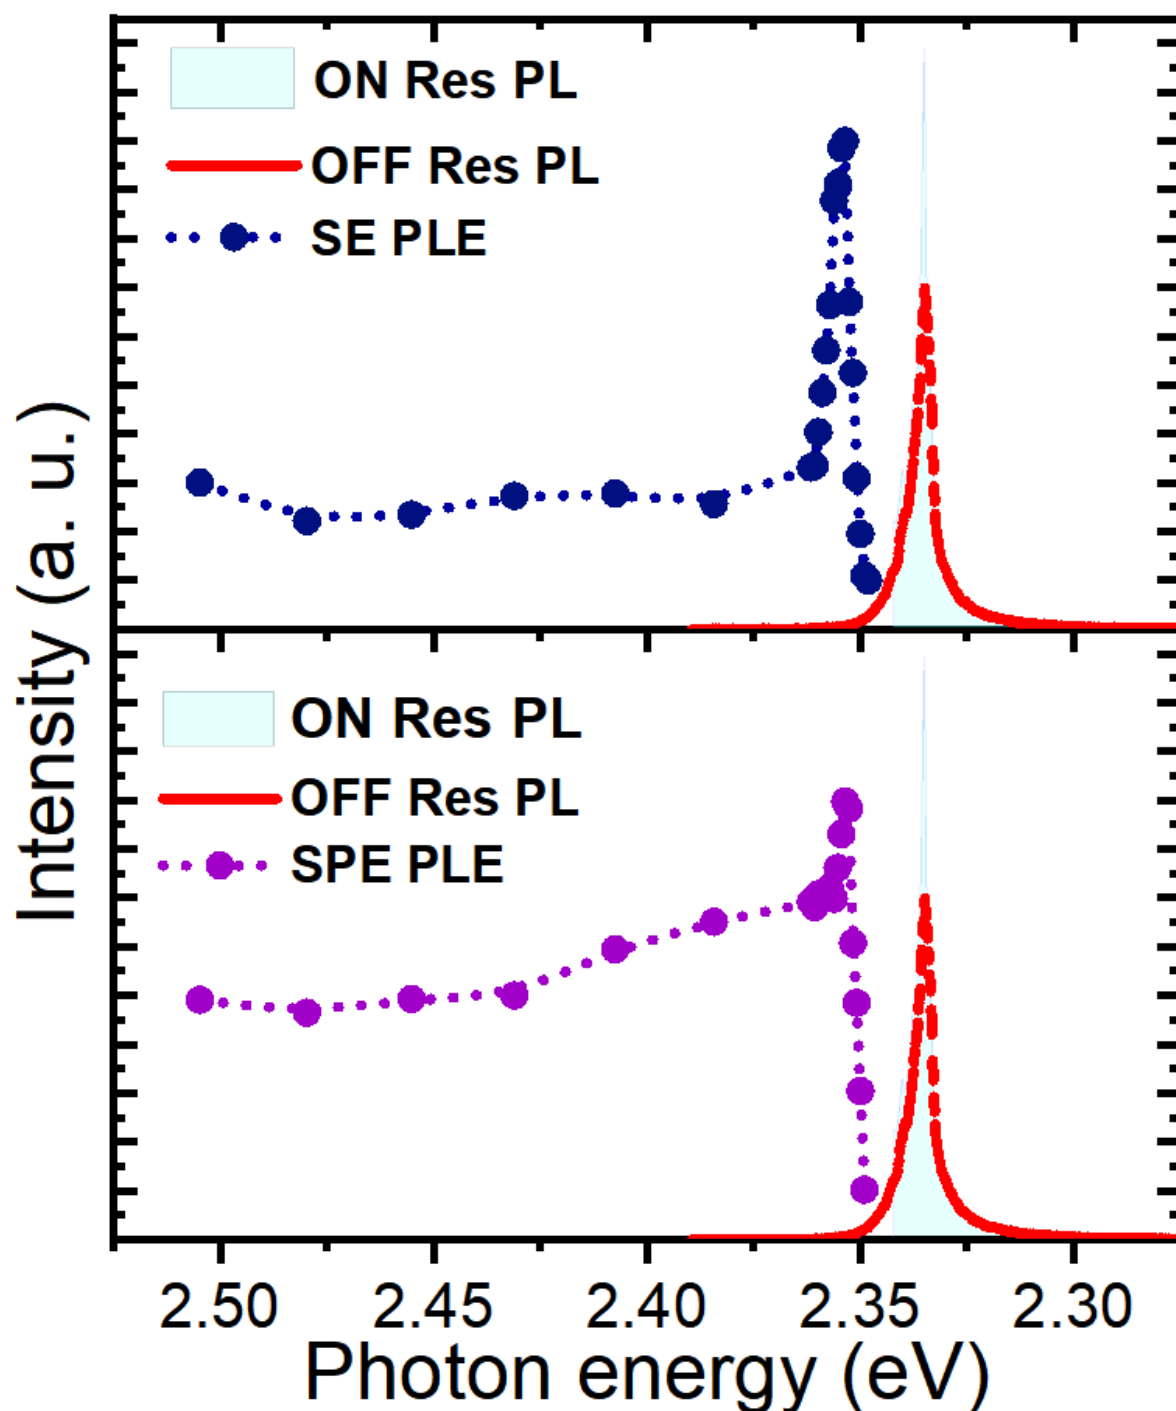 ON Res PL
OFF Res PL
SE PLE
ON Res PL
OFF Res PL
SPE PLE
Intensity (a. u.)
2.50 2.45 2.40 2.35 2.30
Photon energy (eV)